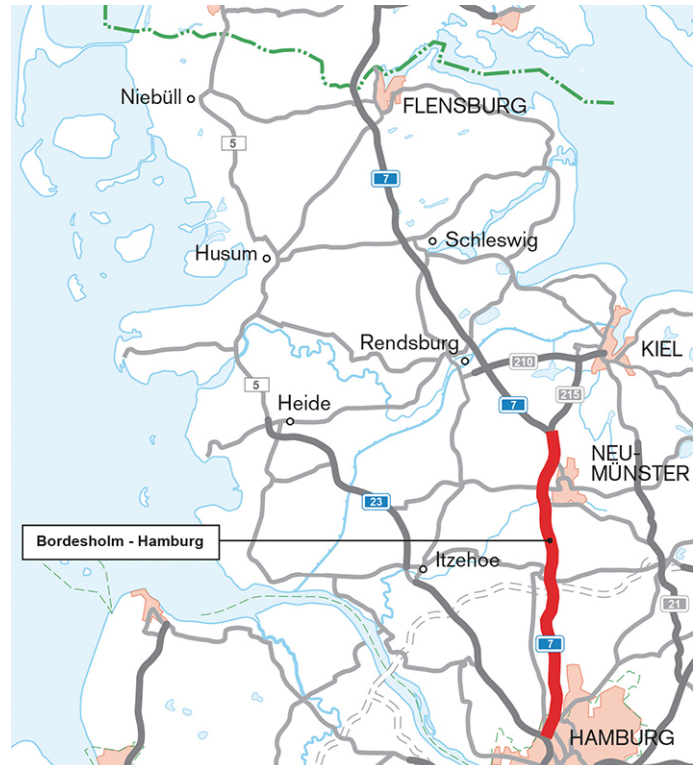 Niebüll
FLENSBURG
5
7
Schleswig
Husum
Rendsburg
210
KIEL
5
7
215
Heide
NEU-
MÜNSTER
23
Bordesholm - Hamburg
Itzehoe
21
7
HAMBURG